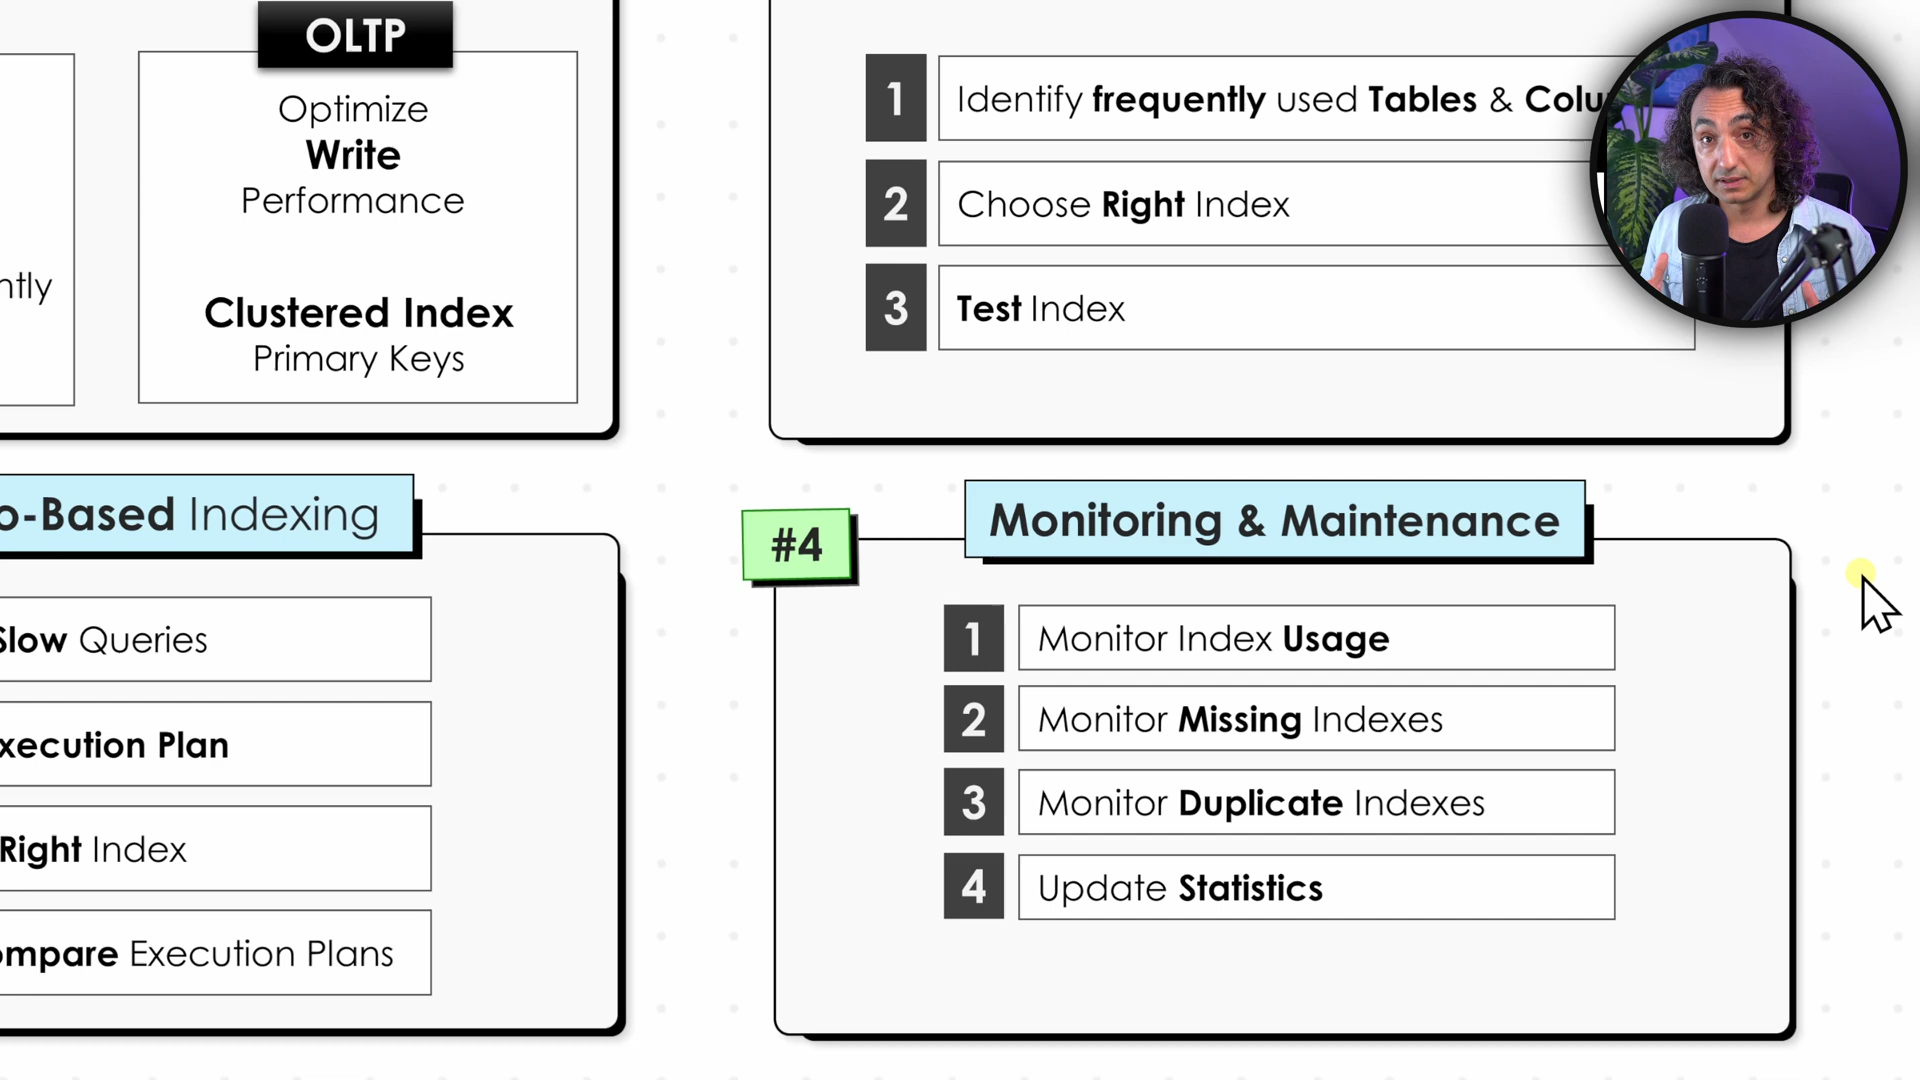 OLTP
Optimize
Write
Performance
Clustered Index
Primary Keys
ntly
1
Identify frequently used Tables & Colu
2
Choose Right Index
3
Test Index
o-Based Indexing
Slow Queries
xecution Plan
Right Index
ompare Execution Plans
#4
Monitoring & Maintenance
1
Monitor Index Usage
2
Monitor Missing Indexes
3
Monitor Duplicate Indexes
4
Update Statistics